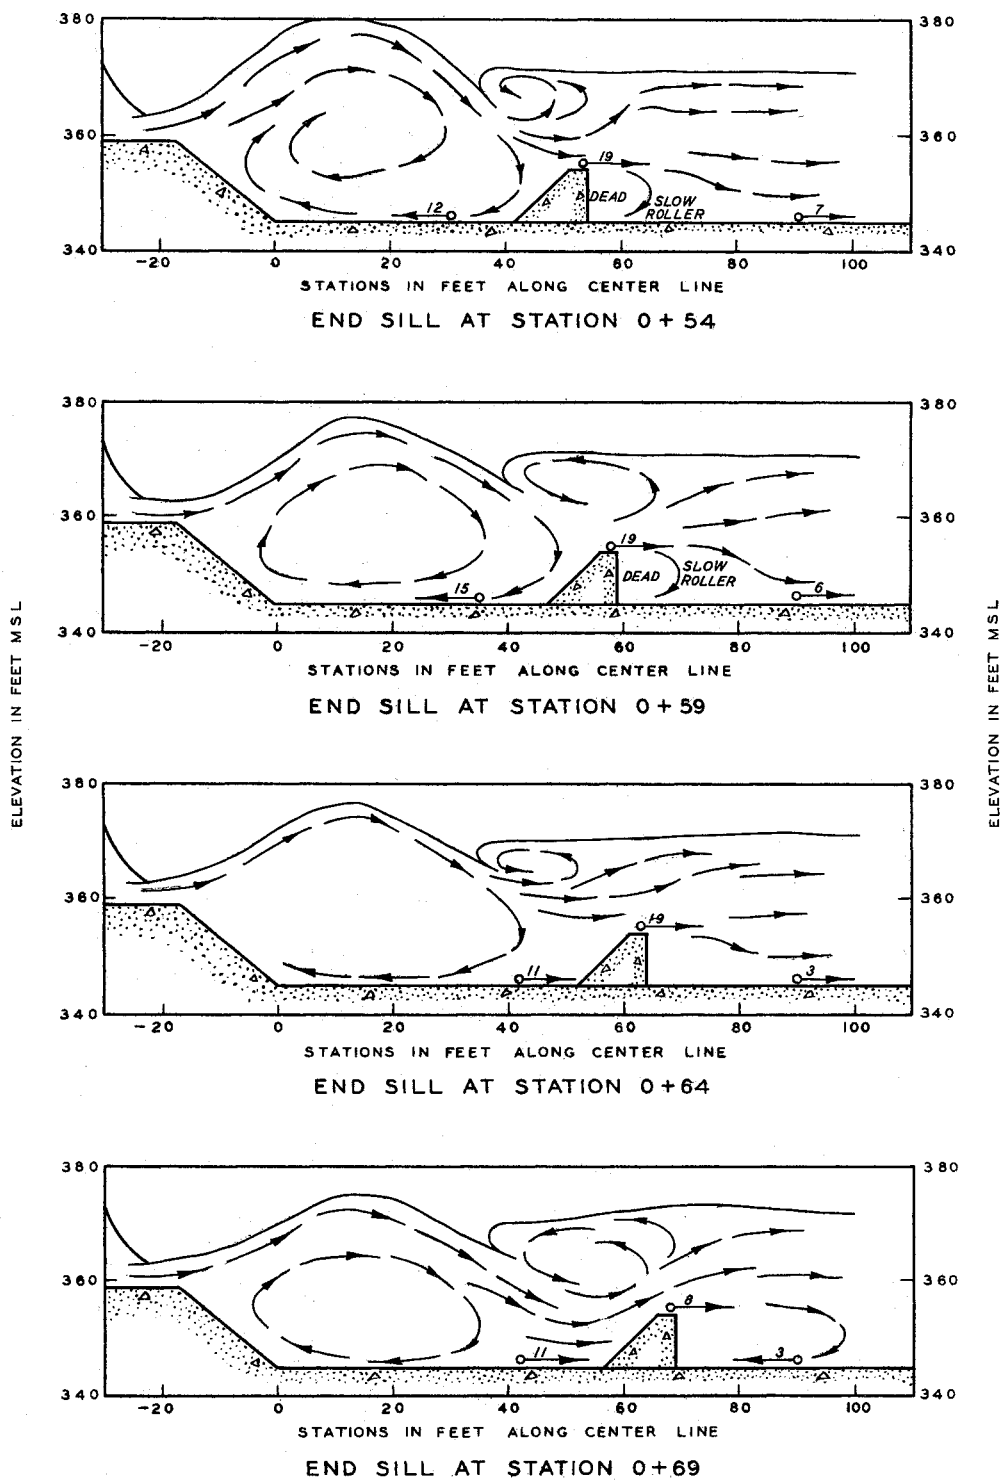 380 380
360 360
19
DEAD SLOW
ROLLER
12 7
340 340
-20 0 20 40 60 80 100
STATIONS IN FEET ALONG CENTER LINE
END SILL AT STATION 0+54
380 380
360 360
19
DEAD SLOW
ROLLER
15 6
340 340
-20 0 20 40 60 80 100
STATIONS IN FEET ALONG CENTER LINE
END SILL AT STATION 0+59
ELEVATION IN FEET MSL
ELEVATION IN FEET MSL
380 380
360 360
19
11 3
340 340
-20 0 20 40 60 80 100
STATIONS IN FEET ALONG CENTER LINE
END SILL AT STATION 0+64
380 380
360 360
8
11 3
340 340
-20 0 20 40 60 80 100
STATIONS IN FEET ALONG CENTER LINE
END SILL AT STATION 0+69